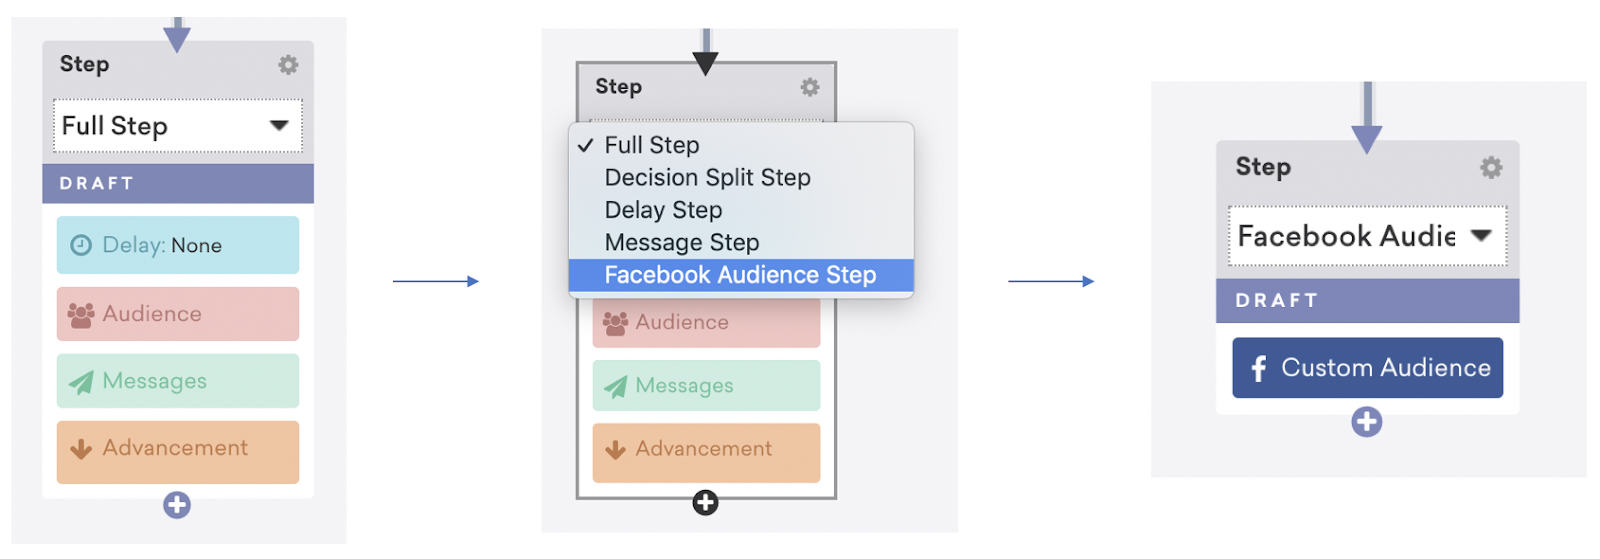 Step
Full Step
DRAFT
Delay: None
Audience
Messages
Advancement
Step
✓ Full Step
Decision Split Step
Delay Step
Message Step
Facebook Audience Step
Audience
Messages
Advancement
Step
Facebook Audie
DRAFT
Custom Audience